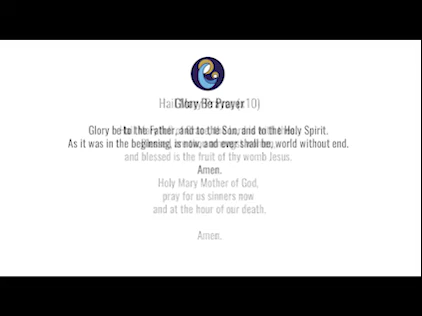 Glory Be Prayer
Glory be to the Father, and to the Son, and to the Holy Spirit.
As it was in the beginning, is now, and ever shall be, world without end.
and blessed is the fruit of thy womb Jesus.
Amen.
Holy Mary Mother of God,
pray for us sinners now
and at the hour of our death.
Amen.